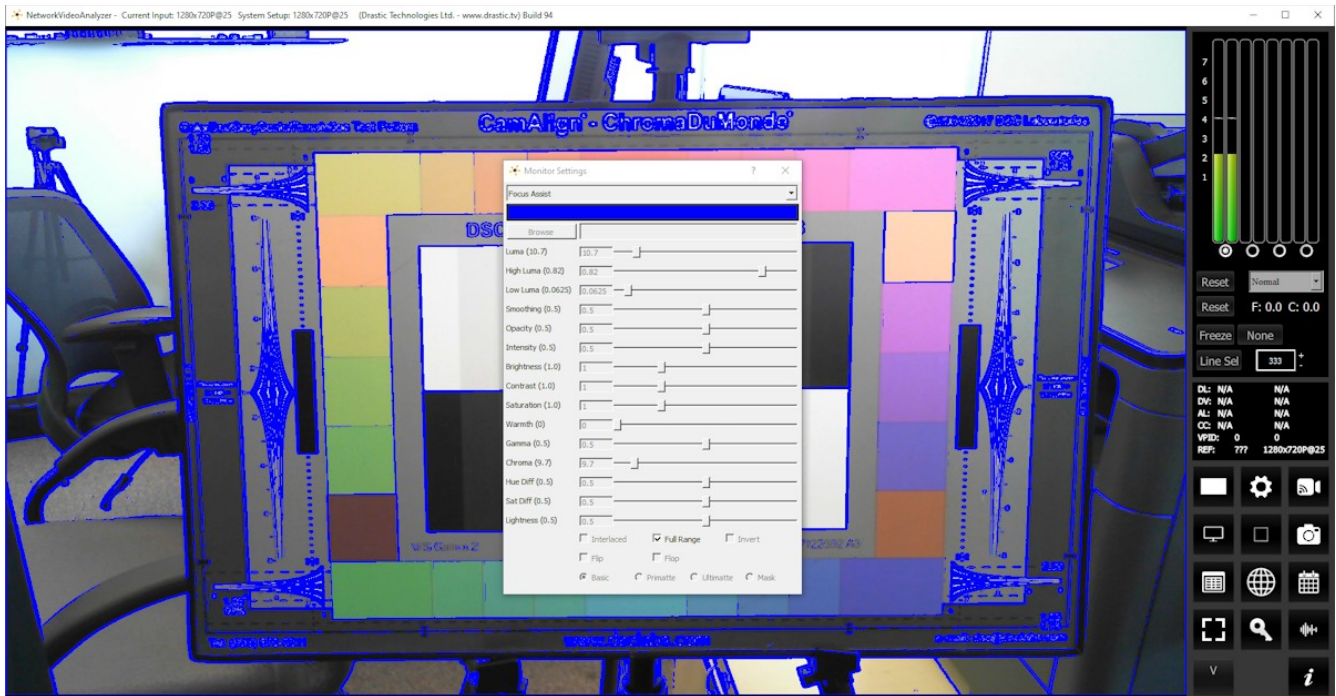 NetworkVideoAnalyzer - Current Input: 1280x720P@25 System Setup: 1280x720P@25 (Drastic Technologies Ltd. - www.drastic.tv) Build 94
CamAlign - ChromaDuMonde
DSC
Monitor Settings ? ×
Focus Assist
Browse
Luma (10.7) 10.7
High Luma (0.82) 0.82
Low Luma (0.0625) 0.0625
Smoothing (0.5) 0.5
Opacity (0.5) 0.5
Intensity (0.5) 0.5
Brightness (1.0) 1
Contrast (1.0) 1
Saturation (1.0) 1
Warmth (0) 0
Gamma (0.5) 0.5
Chroma (9.7) 9.7
Hue Diff (0.5) 0.5
Sat Diff (0.5) 0.5
Lightness (0.5) 0.5
Interlaced Full Range Invert
Flip Flop
Basic Primatte Ultimatte Mask
7
6
5
4
3
2
1
Reset Normal
Reset F: 0.0 C: 0.0
Freeze None
Line Sel 333 + -
DL: N/A N/A
DV: N/A N/A
AL: N/A N/A
CC: N/A N/A
VPID: 0 0
REF: ??? 1280x720P@25
V i